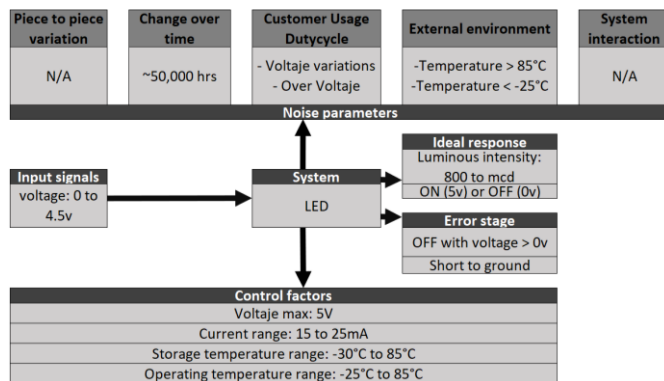 Piece to piece
variation
Change over
time
Customer Usage
Dutycycle
External environment
System
interaction
N/A
~50,000 hrs
- Voltaje variations
- Over Voltaje
-Temperature > 85°C
-Temperature < -25°C
N/A
Noise parameters
Input signals
voltage: 0 to
4.5v
System
LED
Ideal response
Luminous intensity:
800 to mcd
ON (5v) or OFF (0v)
Error stage
OFF with voltage > 0v
Short to ground
Control factors
Voltaje max: 5V
Current range: 15 to 25mA
Storage temperature range: -30°C to 85°C
Operating temperature range: -25°C to 85°C